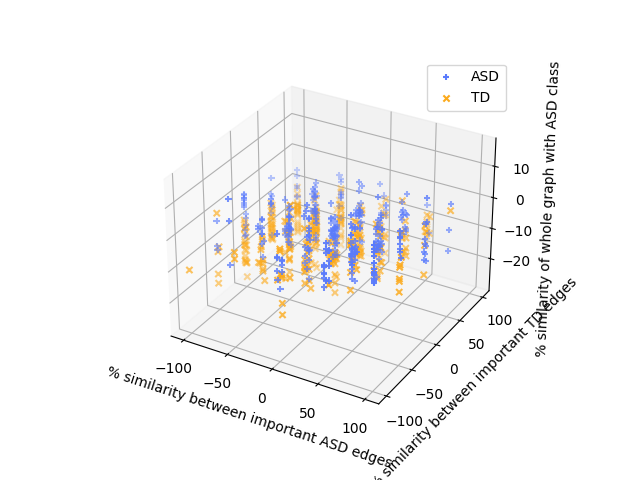 ASD
TD
% similarity of whole graph with ASD class
10
0
−10
−20
% similarity between important TD edges
100
50
0
−50
−100
−100
−50
0
50
100
% similarity between important ASD edges